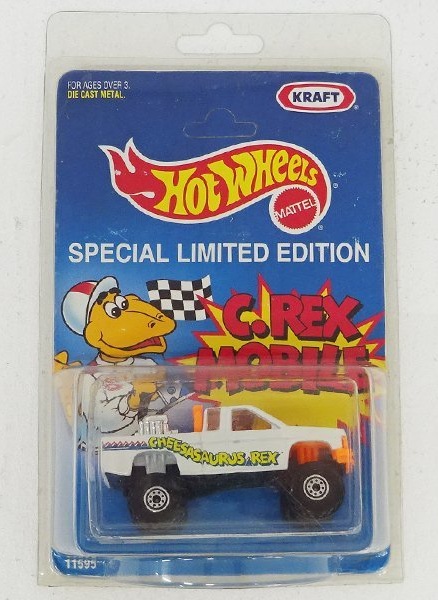 FOR AGES OVER 3.
DIE CAST METAL.
KRAFT
HOT WHEELS
MATTEL
SPECIAL LIMITED EDITION
C. REX
MOBILE
CHEESASAURUS REX
11595